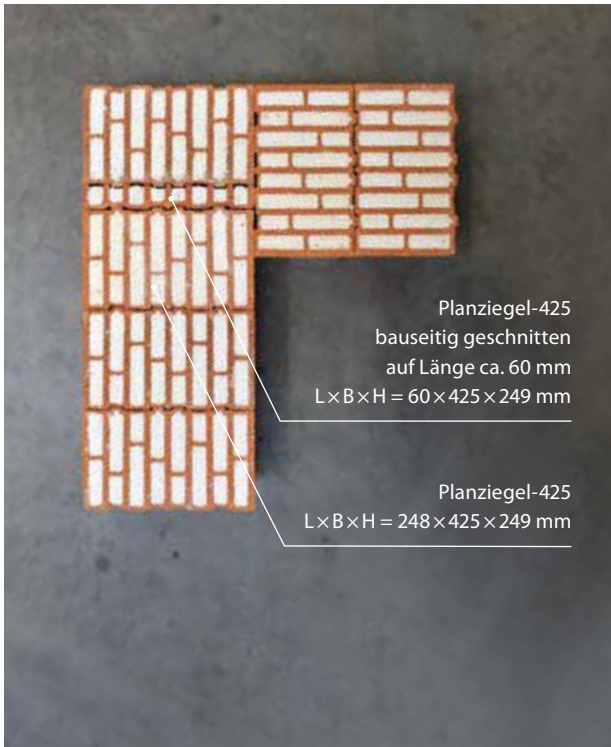 Planziegel-425
bauseitig geschnitten
auf Länge ca. 60 mm
L×B×H = 60×425×249 mm
Planziegel-425
L×B×H = 248×425×249 mm